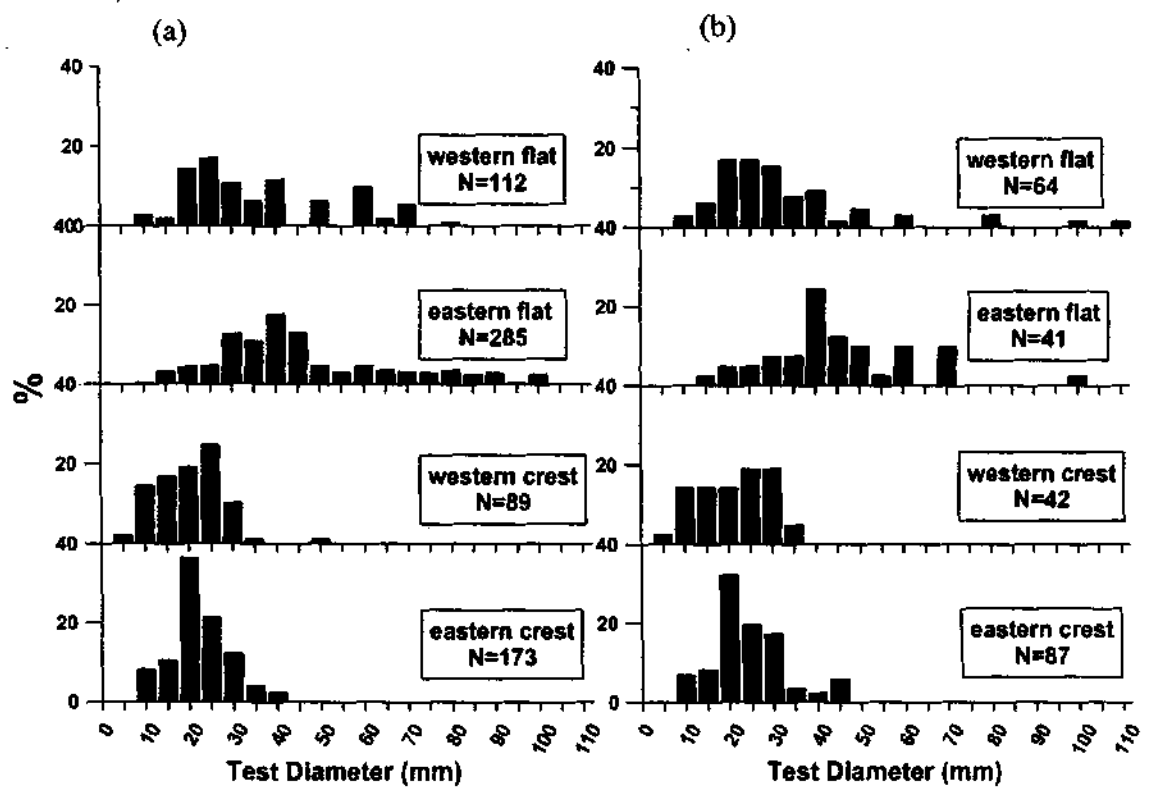 (a)
(b)
40
20
400
western flat
N=112
40
20
40
western flat
N=64
20
40
eastern flat
N=285
20
40
eastern flat
N=41
%
20
40
western crest
N=89
20
40
western crest
N=42
20
0
eastern crest
N=173
20
0
eastern crest
N=87
0 10 20 30 40 50 60 70 80 90 100 110
0 10 20 30 40 50 60 70 80 90 100 110
Test Diameter (mm)
Test Diameter (mm)